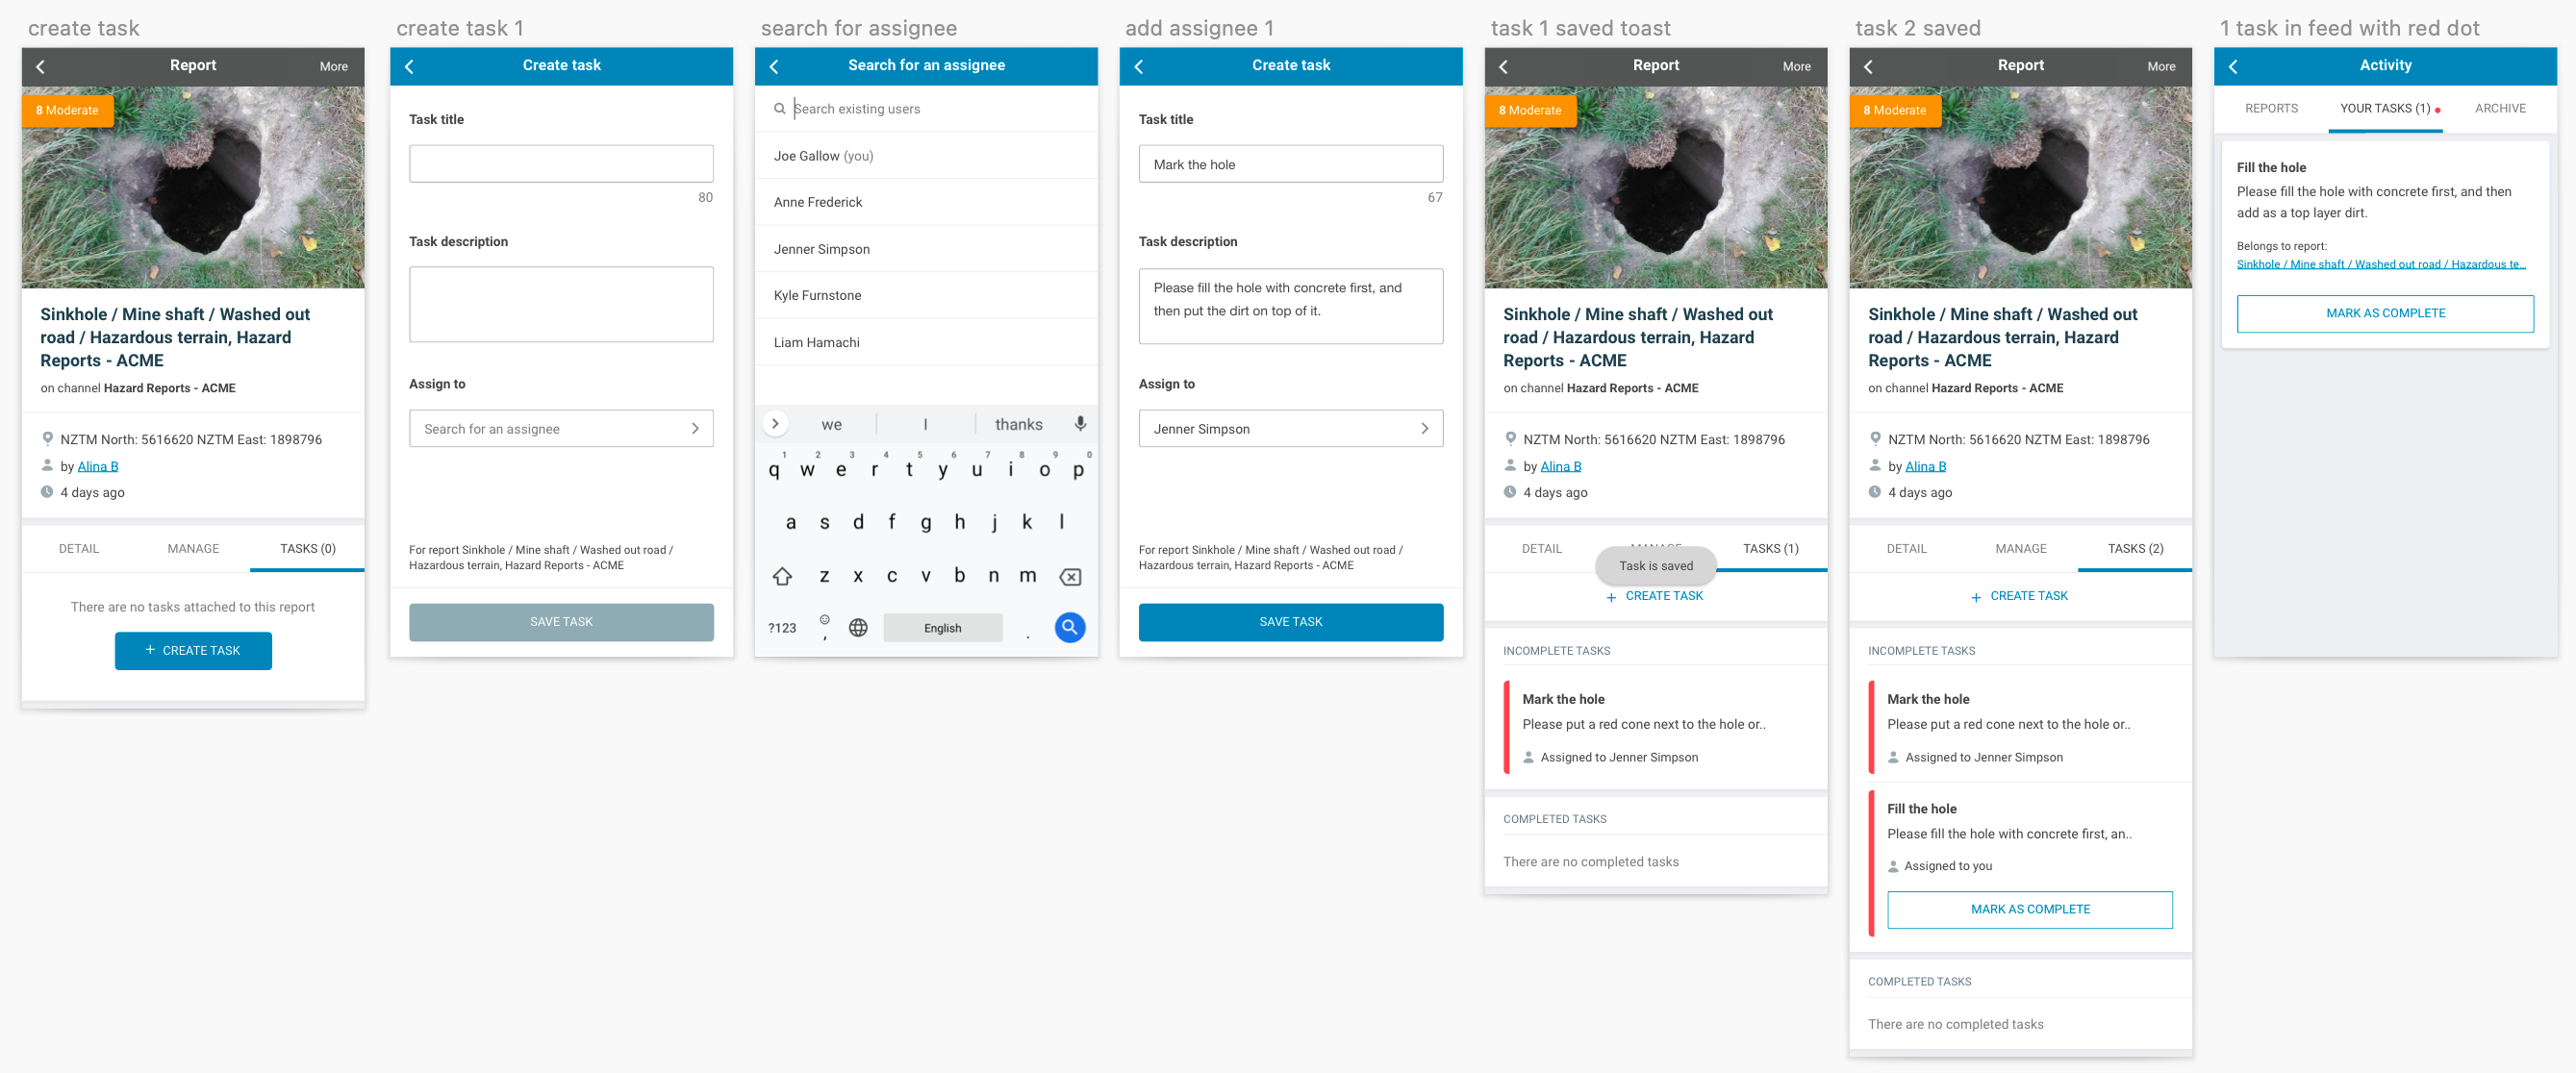 create task
Report
More
8 Moderate
Sinkhole / Mine shaft / Washed out
road / Hazardous terrain, Hazard
Reports - ACME
on channel Hazard Reports - ACME
NZTM North: 5616620 NZTM East: 1898796
by Alina B
4 days ago
DETAIL
MANAGE
TASKS (0)
There are no tasks attached to this report
+ CREATE TASK
create task 1
Create task
Task title
80
Task description
Assign to
Search for an assignee
For report Sinkhole / Mine shaft / Washed out road /
Hazardous terrain, Hazard Reports - ACME
SAVE TASK
search for assignee
Search for an assignee
Search existing users
Joe Gallow (you)
Anne Frederick
Jenner Simpson
Kyle Furnstone
Liam Hamachi
we I thanks
1 2 3 4 5 6 7 8 9 0
q w e r t y u i o p
a s d f g h j k l
z x c v b n m
?123 , English .
add assignee 1
Create task
Task title
Mark the hole
67
Task description
Please fill the hole with concrete first, and
then put the dirt on top of it.
Assign to
Jenner Simpson
For report Sinkhole / Mine shaft / Washed out road /
Hazardous terrain, Hazard Reports - ACME
SAVE TASK
task 1 saved toast
Report
More
8 Moderate
Sinkhole / Mine shaft / Washed out
road / Hazardous terrain, Hazard
Reports - ACME
on channel Hazard Reports - ACME
NZTM North: 5616620 NZTM East: 1898796
by Alina B
4 days ago
DETAIL
MANAGE
TASKS (1)
Task is saved
+ CREATE TASK
INCOMPLETE TASKS
Mark the hole
Please put a red cone next to the hole or..
Assigned to Jenner Simpson
COMPLETED TASKS
There are no completed tasks
task 2 saved
Report
More
8 Moderate
Sinkhole / Mine shaft / Washed out
road / Hazardous terrain, Hazard
Reports - ACME
on channel Hazard Reports - ACME
NZTM North: 5616620 NZTM East: 1898796
by Alina B
4 days ago
DETAIL
MANAGE
TASKS (2)
+ CREATE TASK
INCOMPLETE TASKS
Mark the hole
Please put a red cone next to the hole or..
Assigned to Jenner Simpson
Fill the hole
Please fill the hole with concrete first, an..
Assigned to you
MARK AS COMPLETE
COMPLETED TASKS
There are no completed tasks
1 task in feed with red dot
Activity
REPORTS
YOUR TASKS (1)
ARCHIVE
Fill the hole
Please fill the hole with concrete first, and then
add as a top layer dirt.
Belongs to report:
Sinkhole / Mine shaft / Washed out road / Hazardous te...
MARK AS COMPLETE